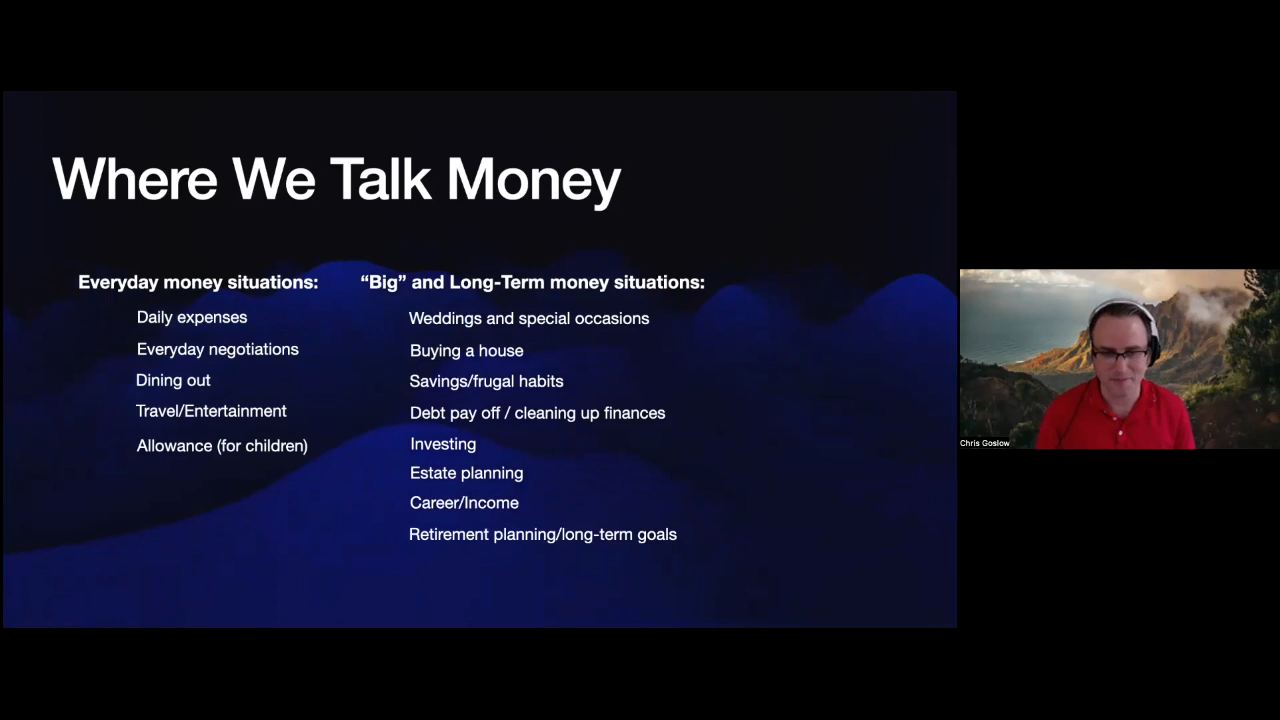 Where We Talk Money
Everyday money situations:
Daily expenses
Everyday negotiations
Dining out
Travel/Entertainment
Allowance (for children)
“Big” and Long-Term money situations:
Weddings and special occasions
Buying a house
Savings/frugal habits
Debt pay off / cleaning up finances
Investing
Estate planning
Career/Income
Retirement planning/long-term goals
Chris Goslow